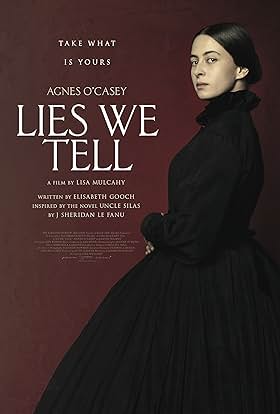 TAKE WHAT
IS YOURS
AGNES O'CASEY
LIES WE
TELL
A FILM BY LISA MULCAHY
WRITTEN BY ELISABETH GOOCH
INSPIRED BY THE NOVEL UNCLE SILAS
BY J SHERIDAN LE FANU